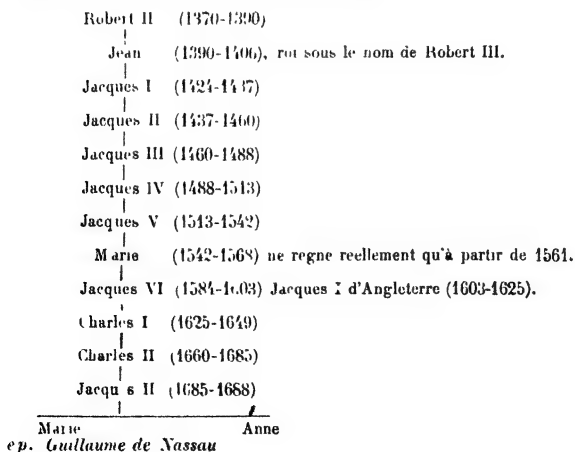 Robert II (1370-1390)
Jean (1390-1406), roi sous le nom de Robert III.
Jacques I (1424-1437)
Jacques II (1437-1460)
Jacques III (1460-1488)
Jacques IV (1488-1513)
Jacques V (1513-1542)
Marie (1542-1568) ne regne reellement qu'à partir de 1561.
Jacques VI (1584-1603) Jacques I d'Angleterre (1603-1625).
Charles I (1625-1649)
Charles II (1660-1685)
Jacques II (1685-1688)
Marie Anne
ep. Guillaume de Nassau